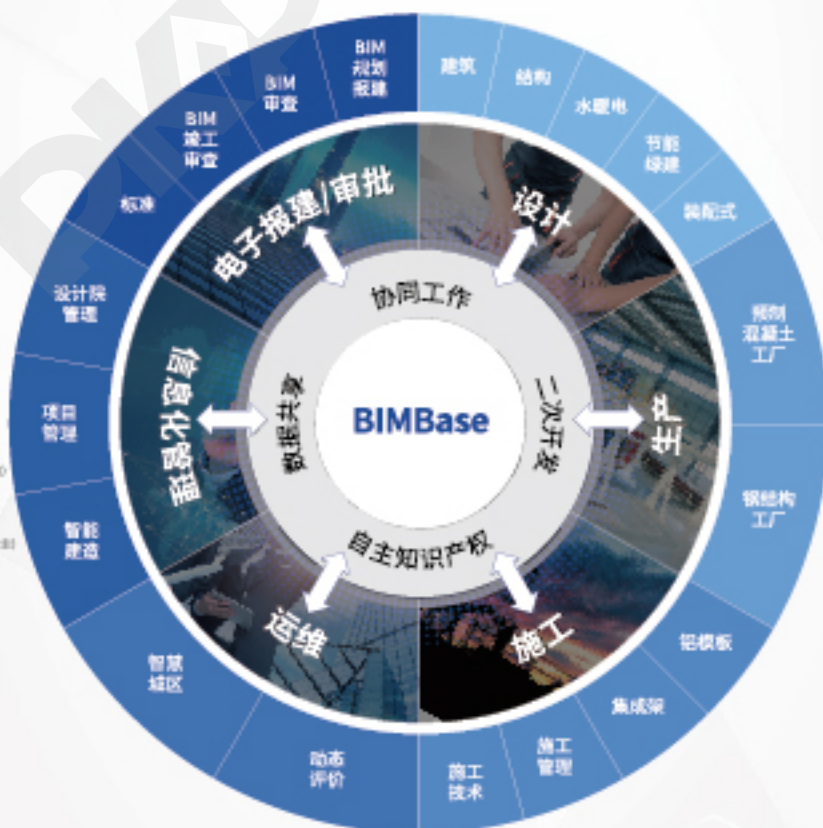 BIM
规划
报建
建筑
结构
水暖电
节能
绿建
装配式
预制
混凝土
工厂
钢结构
工厂
铝模板
集成架
施工
管理
施工
技术
动态
评价
智慧
城区
智能
建造
项目
管理
设计院
管理
标准
BIM
竣工
审查
BIM
审查
电子报建/审批
设计
生产
施工
运维
信息化管理
协同工作
二次开发
自主知识产权
数据共享
BIMBase